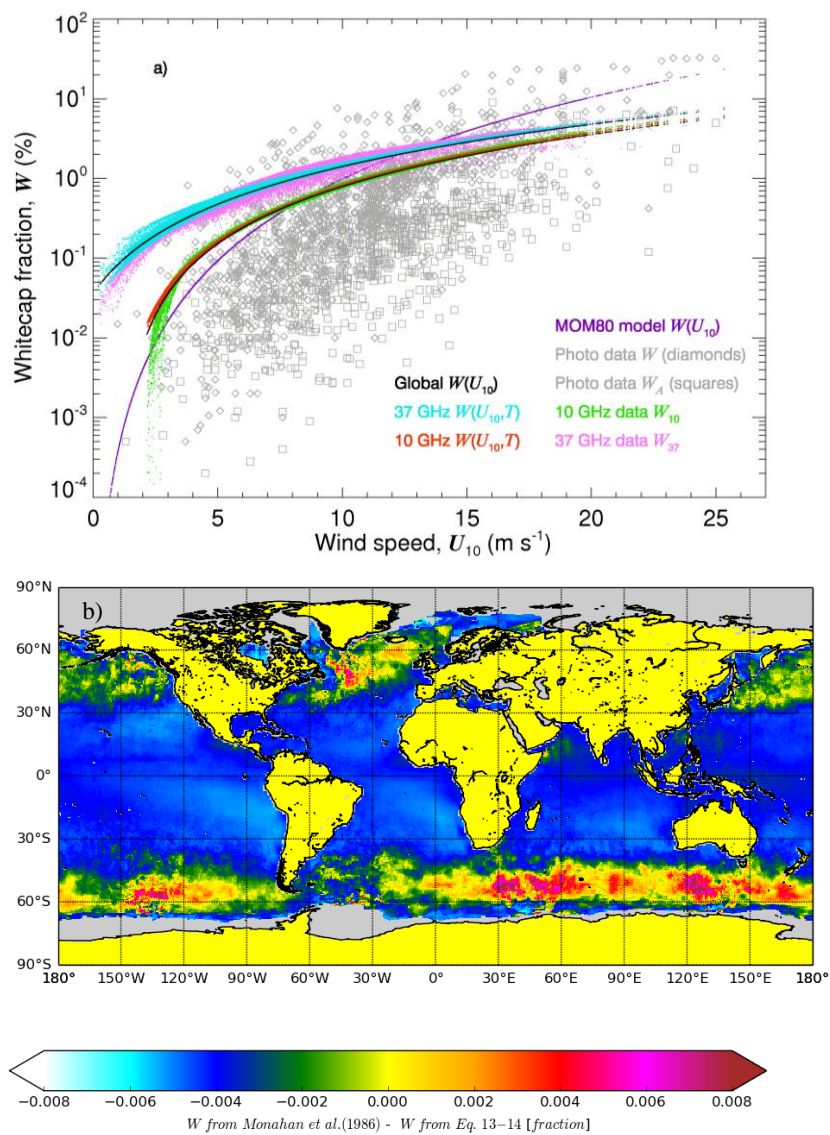 a)
Whitecap fraction, W (%)
10²
10¹
10⁰
10⁻¹
10⁻²
10⁻³
10⁻⁴
MOM80 model W(U₁₀)
Photo data W (diamonds)
Global W(U₁₀)
Photo data W_A (squares)
37 GHz W(U₁₀,T)
10 GHz data W₁₀
10 GHz W(U₁₀,T)
37 GHz data W₃₇
0 5 10 15 20 25
Wind speed, U₁₀ (m s⁻¹)
b)
90°N
60°N
30°N
0°
30°S
60°S
90°S
180° 150°W 120°W 90°W 60°W 30°W 0° 30°E 60°E 90°E 120°E 150°E 180°
−0.008 −0.006 −0.004 −0.002 0.000 0.002 0.004 0.006 0.008
W from Monahan et al.(1986) - W from Eq. 13−14 [fraction]